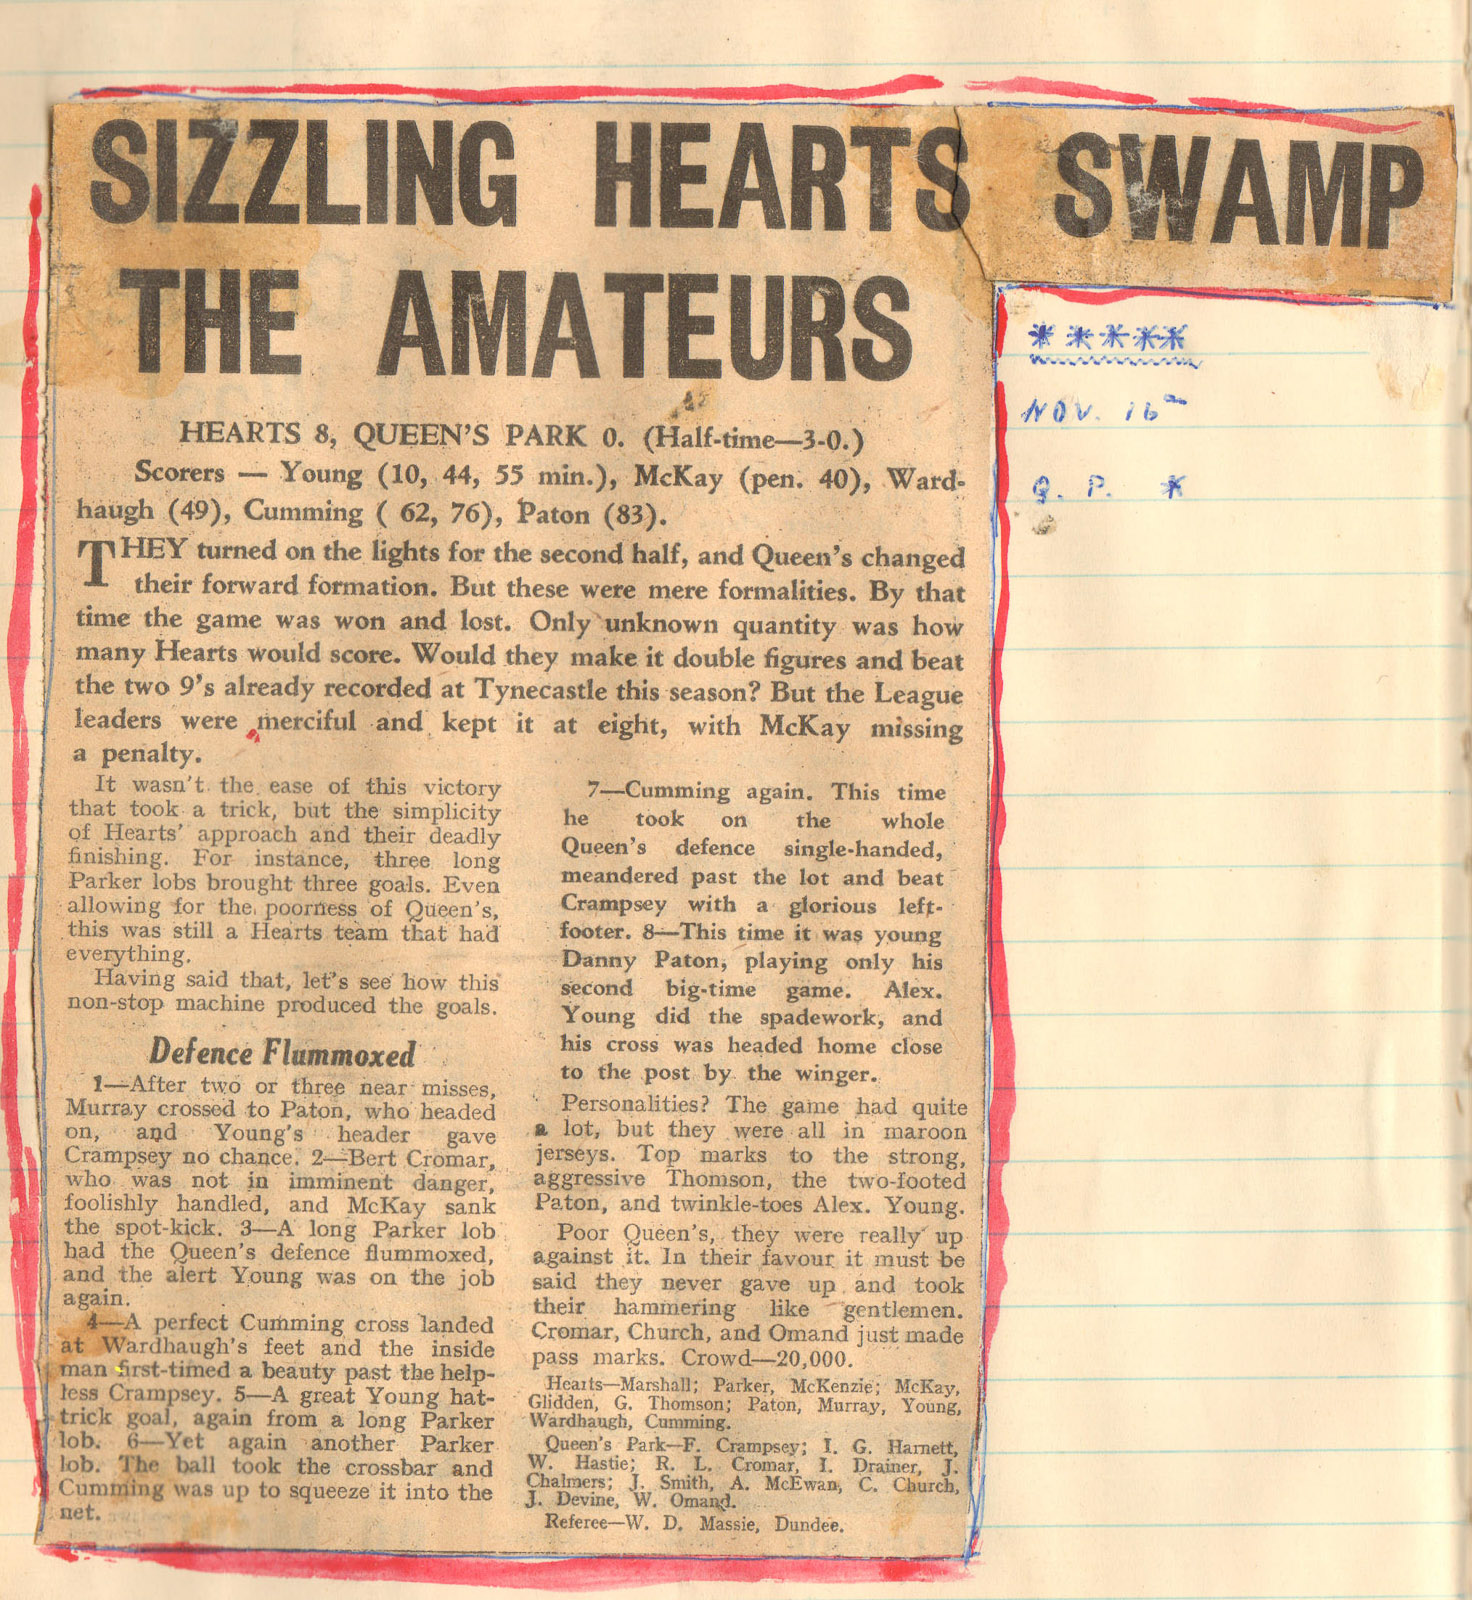 SIZZLING HEARTS SWAMP
THE AMATEURS
* * * * *
NOV. 16
Q. P. *
HEARTS 8, QUEEN'S PARK 0. (Half-time—3-0.)
Scorers — Young (10, 44, 55 min.), McKay (pen. 40), Ward-
haugh (49), Cumming ( 62, 76), Paton (83).
THEY turned on the lights for the second half, and Queen's changed
their forward formation. But these were mere formalities. By that
time the game was won and lost. Only unknown quantity was how
many Hearts would score. Would they make it double figures and beat
the two 9's already recorded at Tynecastle this season? But the League
leaders were merciful and kept it at eight, with McKay missing
a penalty.
It wasn't the ease of this victory
that took a trick, but the simplicity
of Hearts' approach and their deadly
finishing. For instance, three long
Parker lobs brought three goals. Even
allowing for the poorness of Queen's,
this was still a Hearts team that had
everything.
Having said that, let's see how this
non-stop machine produced the goals.
Defence Flummoxed
1—After two or three near misses,
Murray crossed to Paton, who headed
on, and Young's header gave
Crampsey no chance. 2—Bert Cromar,
who was not in imminent danger,
foolishly handled, and McKay sank
the spot-kick. 3—A long Parker lob
had the Queen's defence flummoxed,
and the alert Young was on the job
again.
4—A perfect Cumming cross landed
at Wardhaugh's feet and the inside
man first-timed a beauty past the help-
less Crampsey. 5—A great Young hat-
trick goal, again from a long Parker
lob. 6—Yet again another Parker
lob. The ball took the crossbar and
Cumming was up to squeeze it into the
net.
7—Cumming again. This time
he took on the whole
Queen's defence single-handed,
meandered past the lot and beat
Crampsey with a glorious left-
footer. 8—This time it was young
Danny Paton, playing only his
second big-time game. Alex.
Young did the spadework, and
his cross was headed home close
to the post by the winger.
Personalities? The game had quite
a lot, but they were all in maroon
jerseys. Top marks to the strong,
aggressive Thomson, the two-footed
Paton, and twinkle-toes Alex. Young.
Poor Queen's, they were really up
against it. In their favour it must be
said they never gave up and took
their hammering like gentlemen.
Cromar, Church, and Omand just made
pass marks. Crowd—20,000.
Hearts—Marshall; Parker, McKenzie; McKay,
Glidden, G. Thomson; Paton, Murray, Young,
Wardhaugh, Cumming.
Queen's Park—F. Crampsey; I. G. Harnett,
W. Hastie; R. L. Cromar, I. Drainer, J.
Chalmers; J. Smith, A. McEwan, C. Church,
J. Devine, W. Omand.
Referee—W. D. Massie, Dundee.